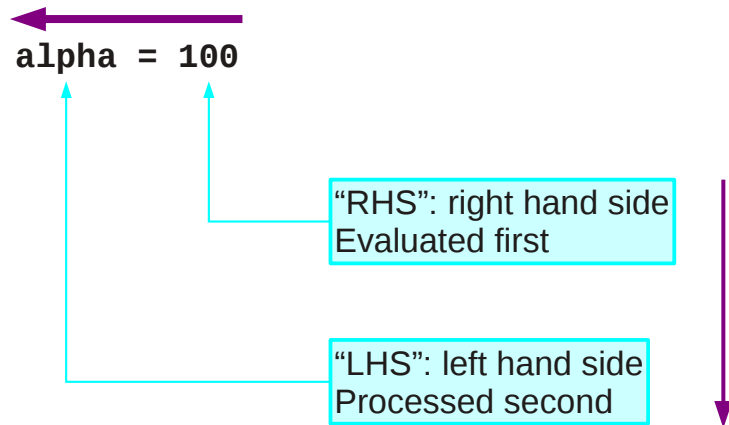 alpha = 100
“RHS”: right hand side
Evaluated first
“LHS”: left hand side
Processed second